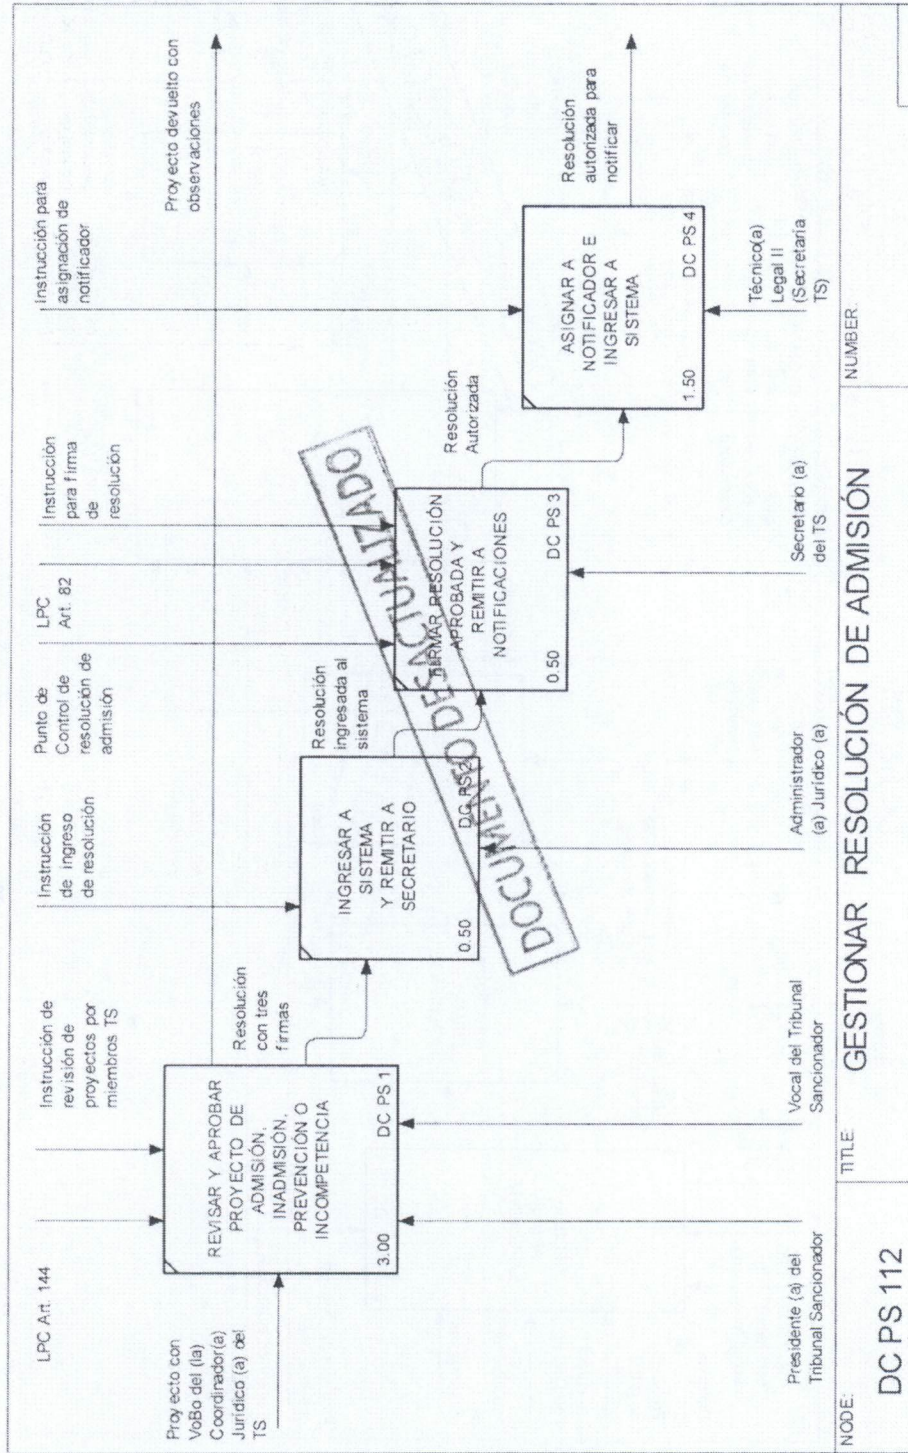 LPC Art. 144
Instrucción de
revisión de
proyectos por
miembros TS
Instrucción
de ingreso
de resolución
Punto de
Control de
resolución de
admisión
LPC
Art. 82
Instrucción
para firma
de
resolución
Instrucción para
asignación de
notificador
Proyecto con
VoBo del (la)
Coordinador(a)
Jurídico (a) del
TS
REVISAR Y APROBAR
PROYECTO DE
ADMISIÓN,
INADMISIÓN,
PREVENCIÓN O
INCOMPETENCIA
3.00
DC PS 1
Proyecto devuelto con
observaciones
Resolución
con tres
firmas
INGRESAR A
SISTEMA
Y REMITIR A
SECRETARIO
0.50
DC PS 2
Resolución
ingresada al
sistema
FIRMAR RESOLUCIÓN
APROBADA Y
REMITIR A
NOTIFICACIONES
0.50
DC PS 3
Resolución
Autorizada
ASIGNAR A
NOTIFICADOR E
INGRESAR A
SISTEMA
1.50
DC PS 4
Resolución
autorizada para
notificar
DOCUMENTO DESACTUALIZADO
Presidente (a) del
Tribunal Sancionador
Vocal del Tribunal
Sancionador
Administrador
(a) Jurídico (a)
Secretario (a)
del TS
Técnico(a)
Legal II
(Secretaría
TS)
NODE:
DC PS 112
TITLE:
GESTIONAR RESOLUCIÓN DE ADMISIÓN
NUMBER: